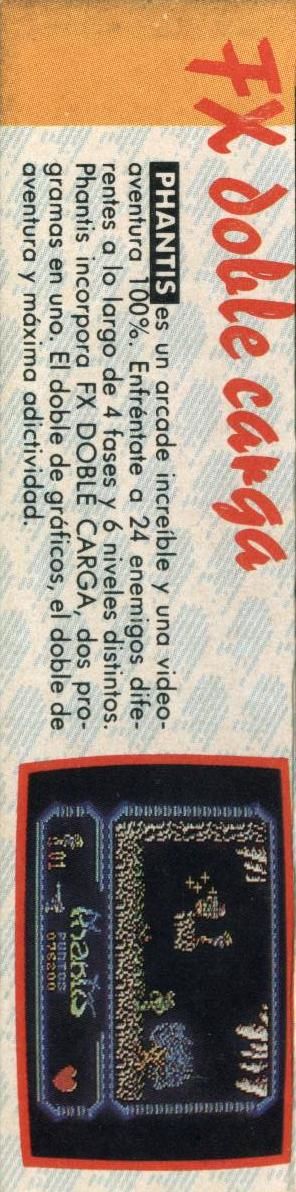 FX doble carga
PHANTIS es un arcade increíble y una video-
aventura 100%. Enfréntate a 24 enemigos dife-
rentes a lo largo de 4 fases y 6 niveles distintos.
Phantis incorpora FX DOBLE CARGA, dos pro-
gramas en uno. El doble de gráficos, el doble de
aventura y máxima adictividad.
Phantis
PUNTOS
076200